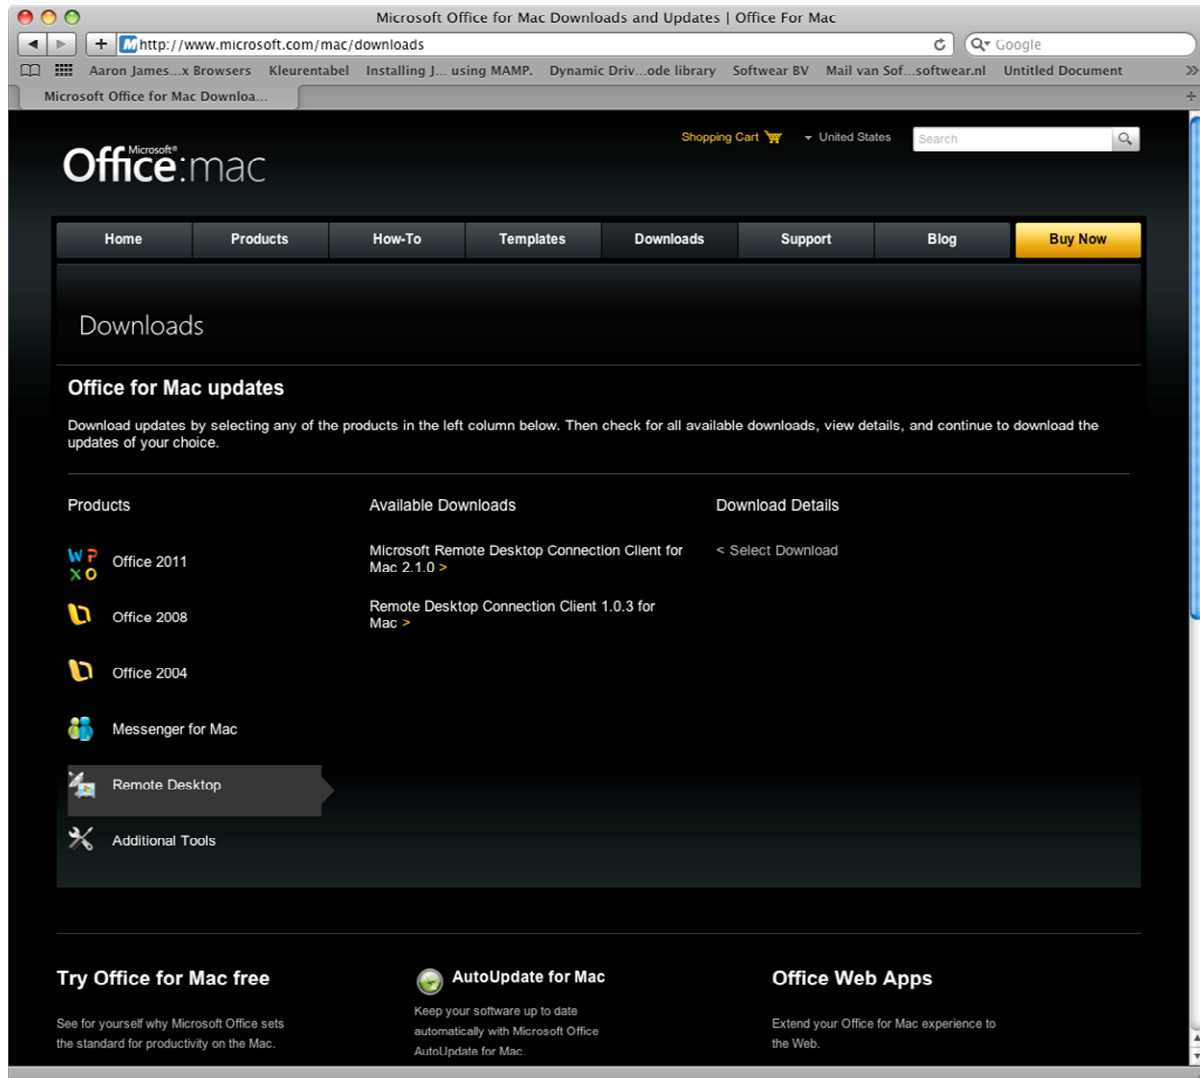 Microsoft Office for Mac Downloads and Updates | Office For Mac
http://www.microsoft.com/mac/downloads
Google
Aaron James...x Browsers Kleurentabel Installing J... using MAMP. Dynamic Driv...ode library Softwear BV Mail van Sof...softwear.nl Untitled Document
Microsoft Office for Mac Downloa...
Shopping Cart United States Search
Microsoft®
Office:mac
Home Products How-To Templates Downloads Support Blog Buy Now
Downloads
Office for Mac updates
Download updates by selecting any of the products in the left column below. Then check for all available downloads, view details, and continue to download the
updates of your choice.
Products
Office 2011
Office 2008
Office 2004
Messenger for Mac
Remote Desktop
Additional Tools
Available Downloads
Microsoft Remote Desktop Connection Client for
Mac 2.1.0 >
Remote Desktop Connection Client 1.0.3 for
Mac >
Download Details
< Select Download
Try Office for Mac free
See for yourself why Microsoft Office sets
the standard for productivity on the Mac.
AutoUpdate for Mac
Keep your software up to date
automatically with Microsoft Office
AutoUpdate for Mac.
Office Web Apps
Extend your Office for Mac experience to
the Web.